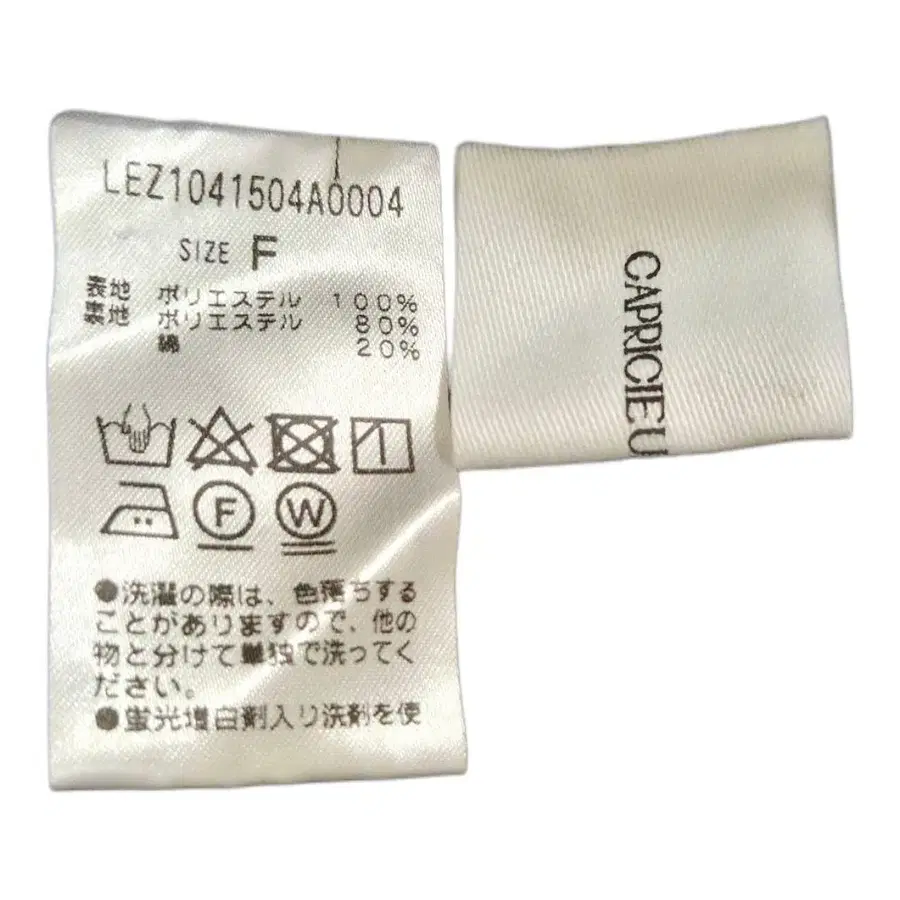 LEZ1041504A0004
SIZE F
表地 ポリエステル 100%
裏地 ポリエステル 80%
綿 20%
F W
●洗濯の際は、色落ちする
ことがありますので、他の
物と分けて単独で洗ってく
ださい。
●蛍光増白剤入り洗剤を使
CAPRICIEU